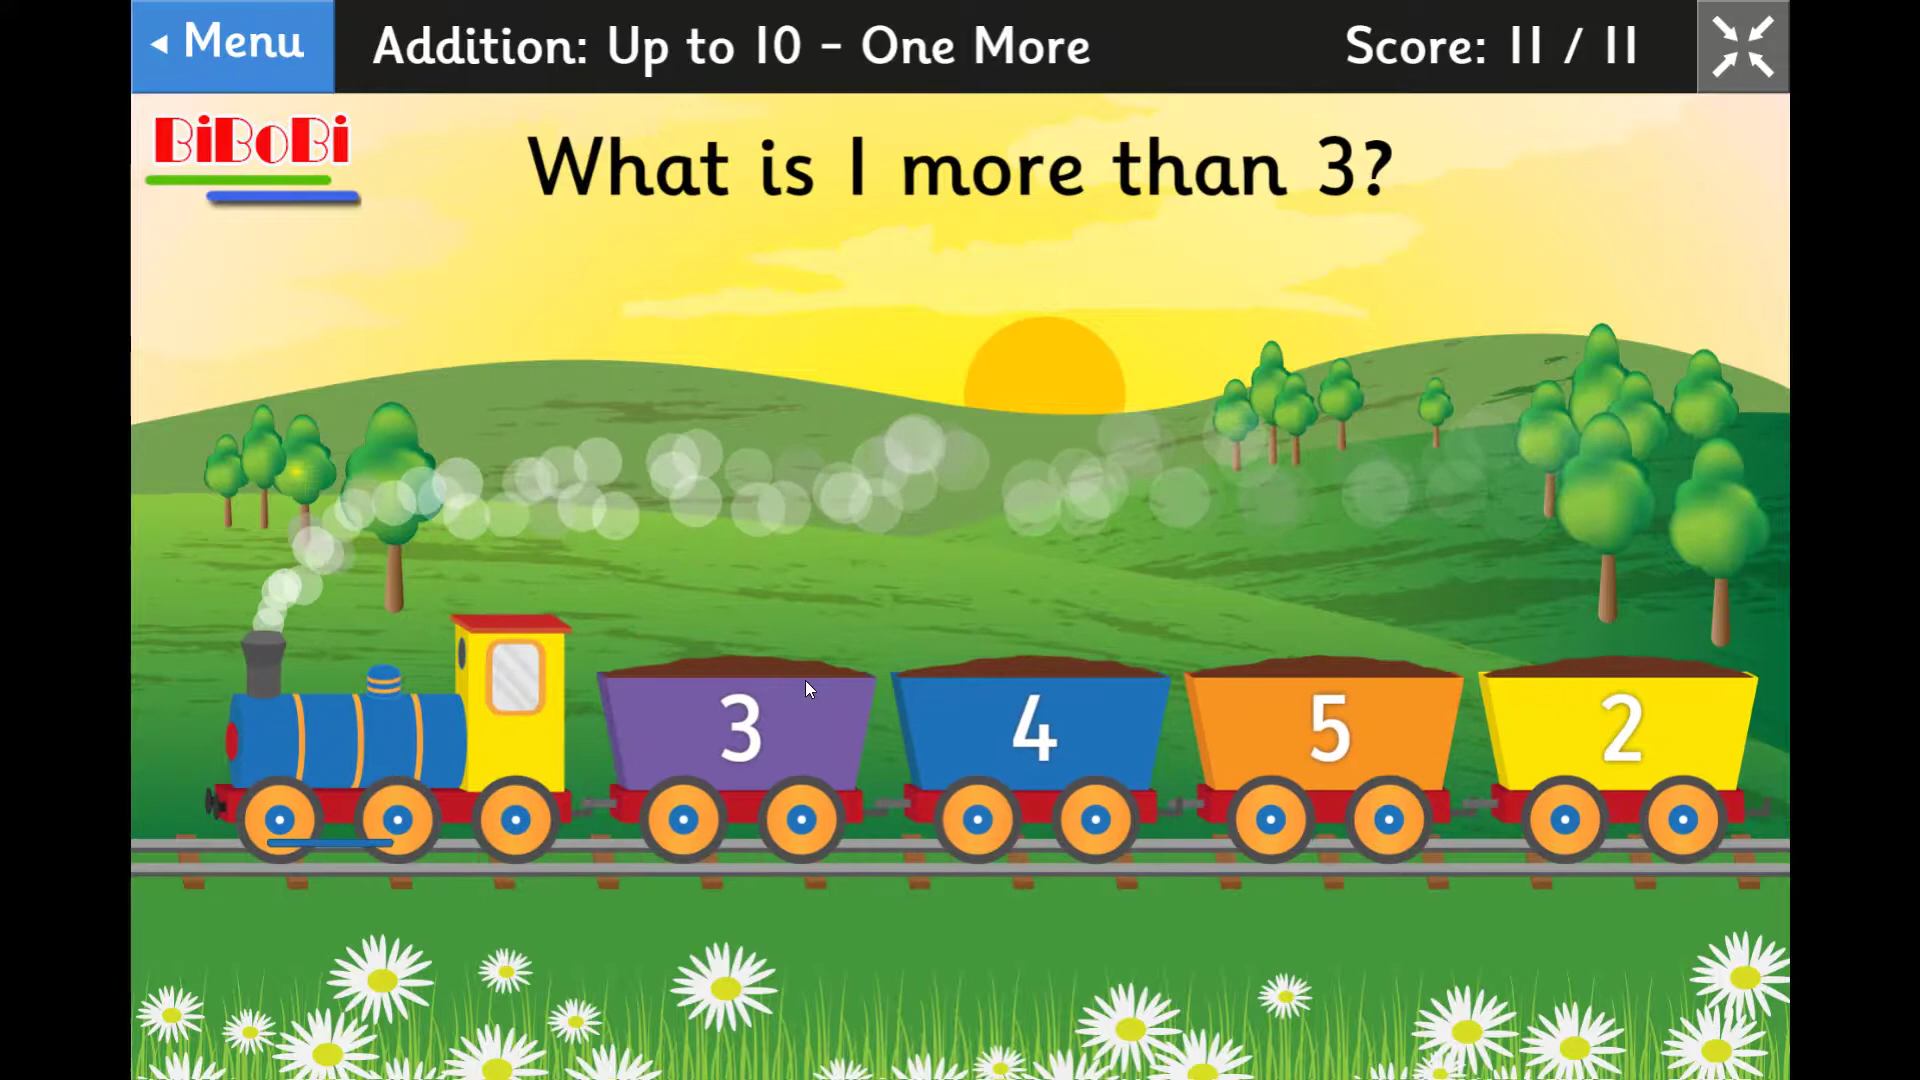 Menu
Addition: Up to 10 - One More
Score: 11 / 11
BiBoBi
What is 1 more than 3?
3
4
5
2